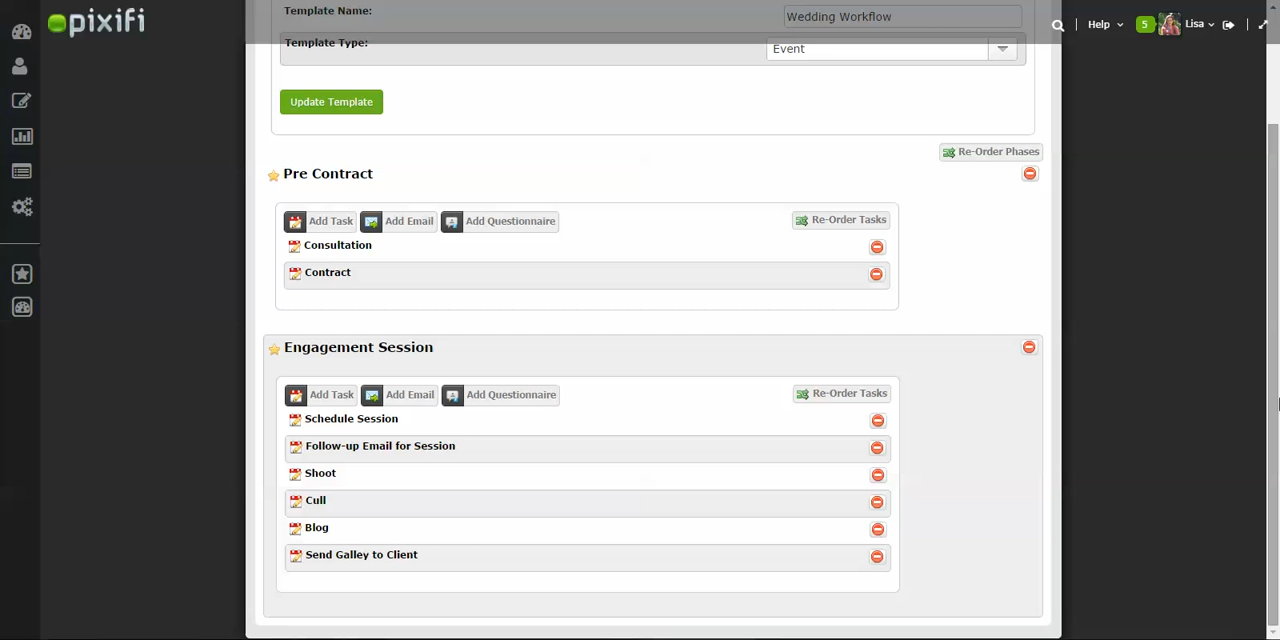 Template Name:
Wedding Workflow
pixifi
Help
5
Lisa
Template Type:
Event
Update Template
Re-Order Phases
Pre Contract
Add Task Add Email Add Questionnaire Re-Order Tasks
Consultation
Contract
Engagement Session
Add Task Add Email Add Questionnaire Re-Order Tasks
Schedule Session
Follow-up Email for Session
Shoot
Cull
Blog
Send Galley to Client